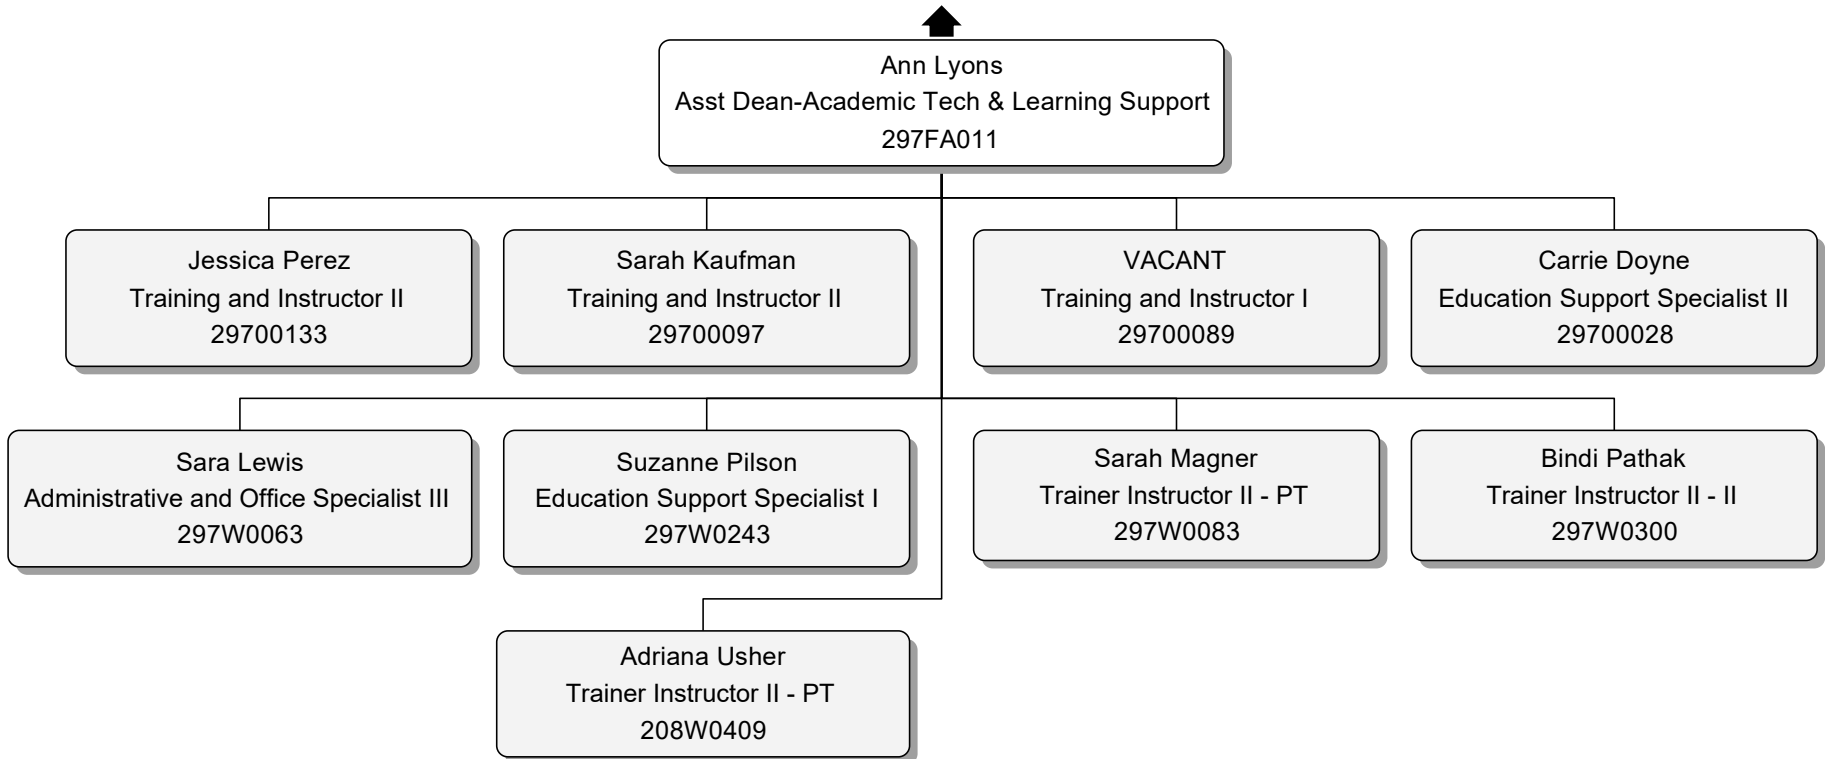 Ann Lyons
Asst Dean-Academic Tech & Learning Support
297FA011
Jessica Perez
Training and Instructor II
29700133
Sarah Kaufman
Training and Instructor II
29700097
VACANT
Training and Instructor I
29700089
Carrie Doyne
Education Support Specialist II
29700028
Sara Lewis
Administrative and Office Specialist III
297W0063
Suzanne Pilson
Education Support Specialist I
297W0243
Sarah Magner
Trainer Instructor II - PT
297W0083
Bindi Pathak
Trainer Instructor II - II
297W0300
Adriana Usher
Trainer Instructor II - PT
208W0409